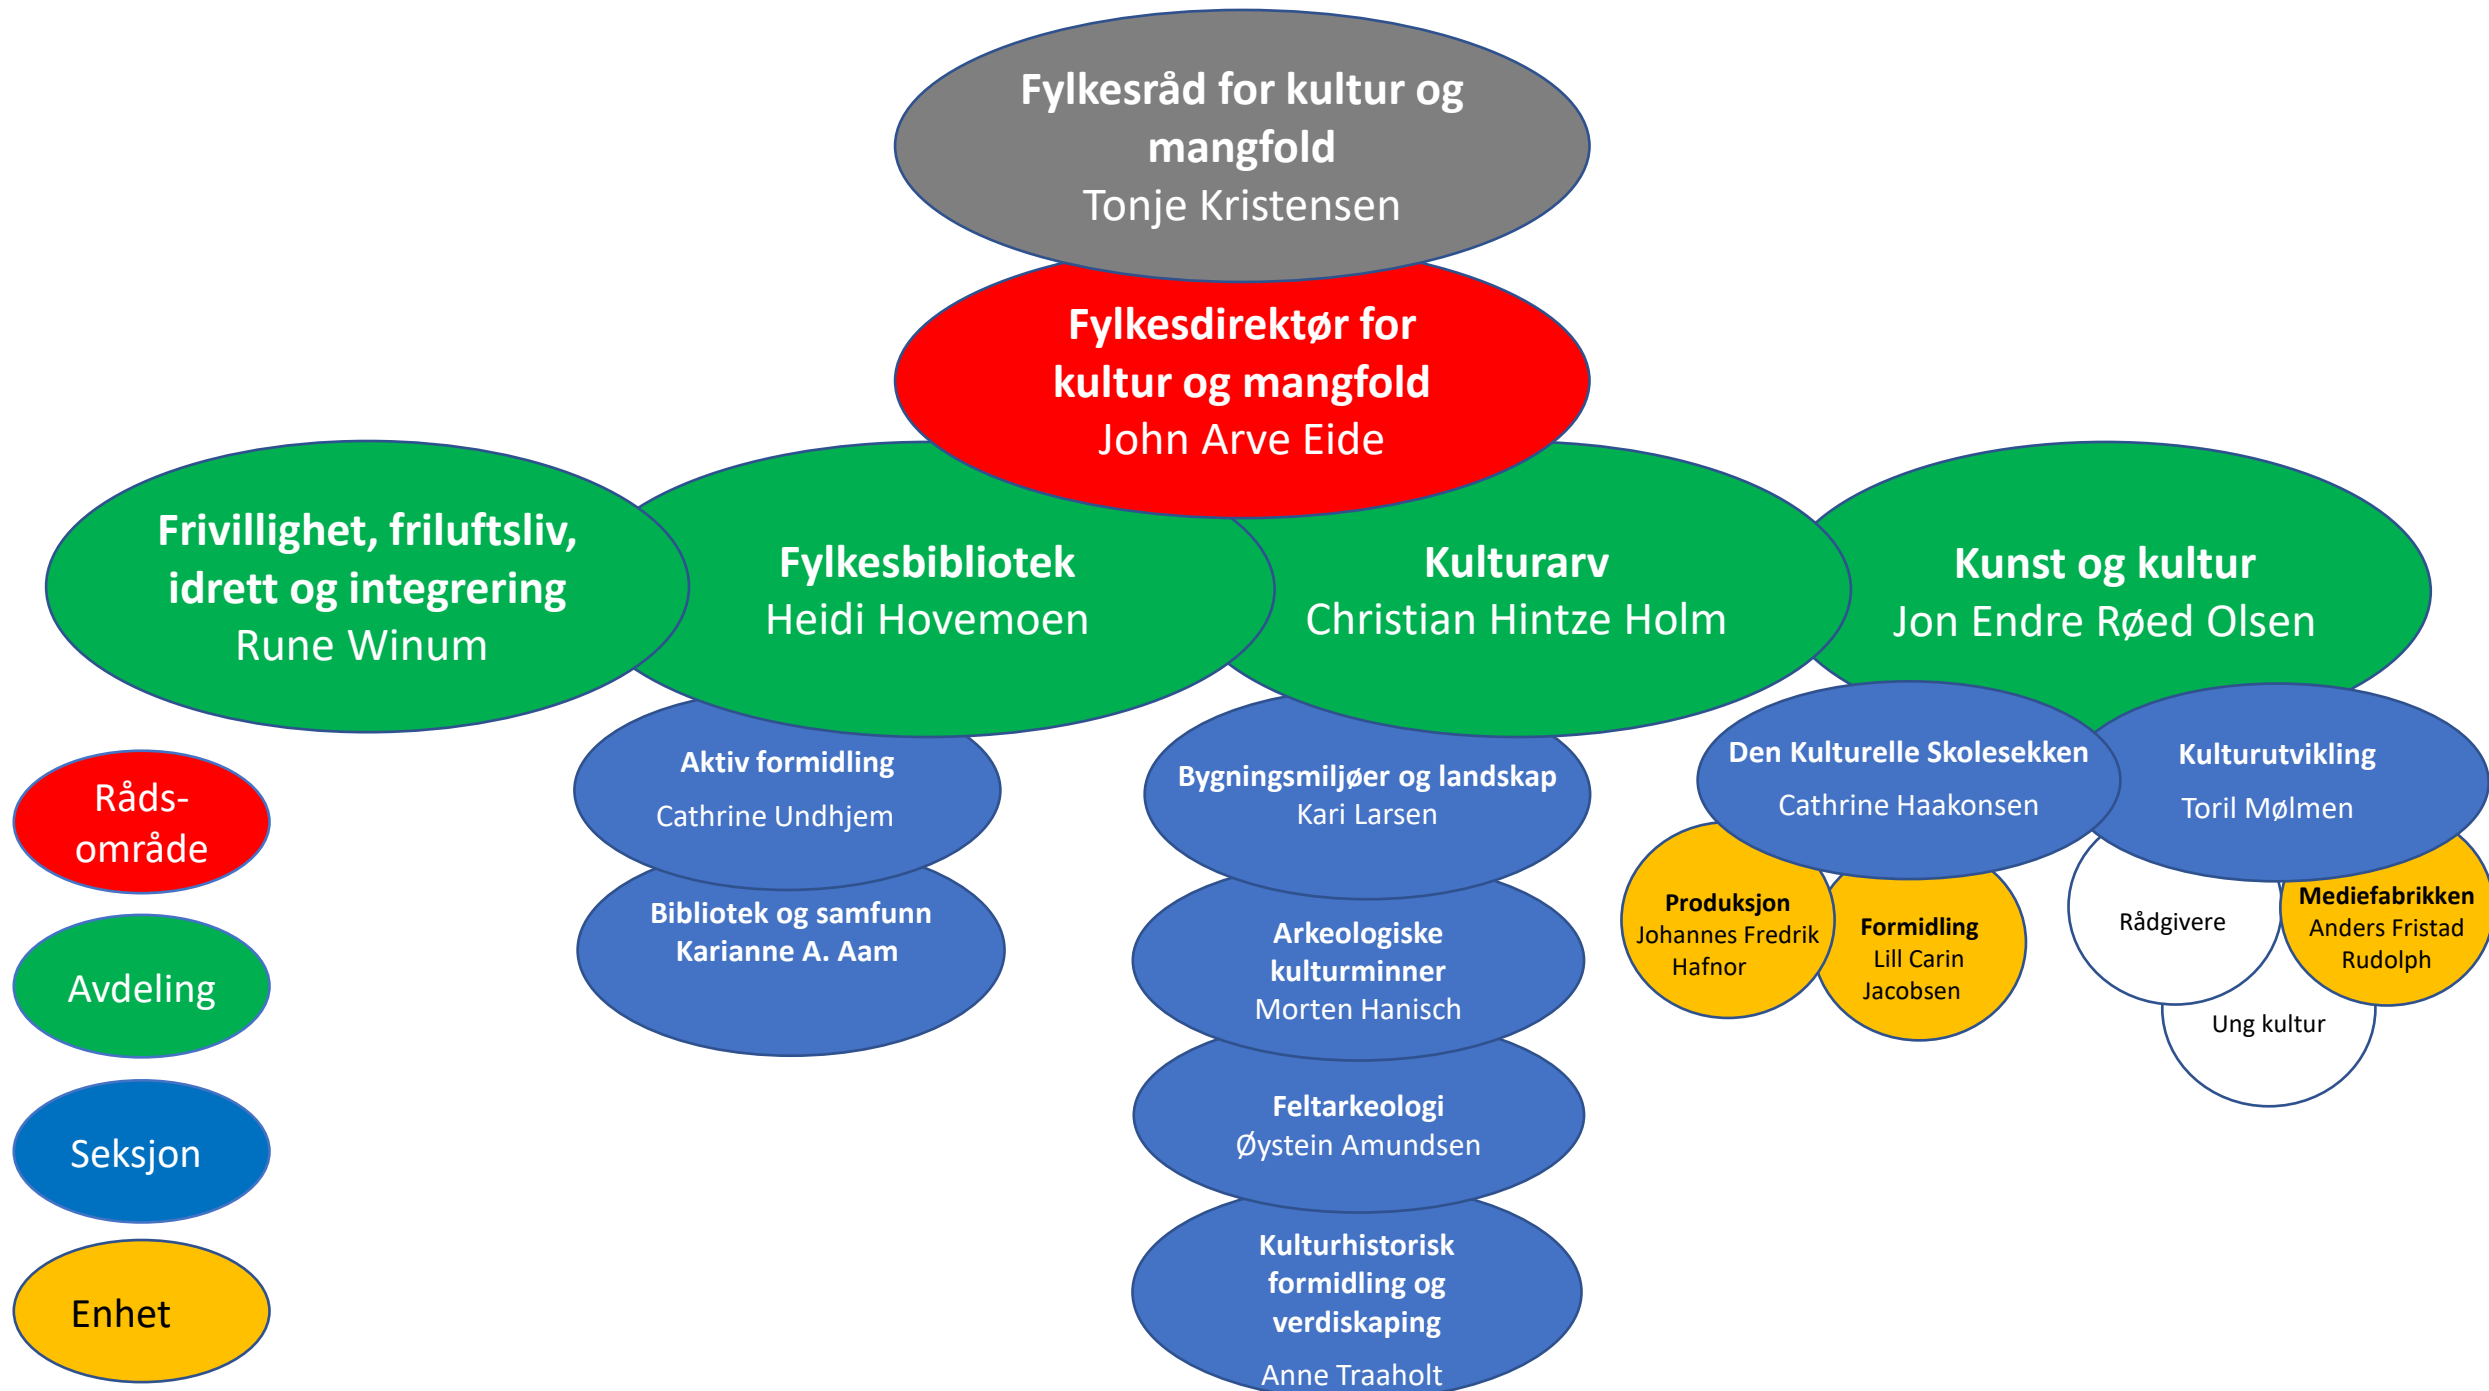 Fylkesråd for kultur og
mangfold
Tonje Kristensen
Fylkesdirektør for
kultur og mangfold
John Arve Eide
Frivillighet, friluftsliv,
idrett og integrering
Rune Winum
Fylkesbibliotek
Heidi Hovemoen
Kulturarv
Christian Hintze Holm
Kunst og kultur
Jon Endre Røed Olsen
Aktiv formidling
Cathrine Undhjem
Bibliotek og samfunn
Karianne A. Aam
Bygningsmiljøer og landskap
Kari Larsen
Arkeologiske
kulturminner
Morten Hanisch
Feltarkeologi
Øystein Amundsen
Kulturhistorisk
formidling og
verdiskaping
Anne Traaholt
Den Kulturelle Skolesekken
Cathrine Haakonsen
Kulturutvikling
Toril Mølmen
Produksjon
Johannes Fredrik
Hafnor
Formidling
Lill Carin
Jacobsen
Rådgivere
Mediefabrikken
Anders Fristad
Rudolph
Ung kultur
Råds-
område
Avdeling
Seksjon
Enhet